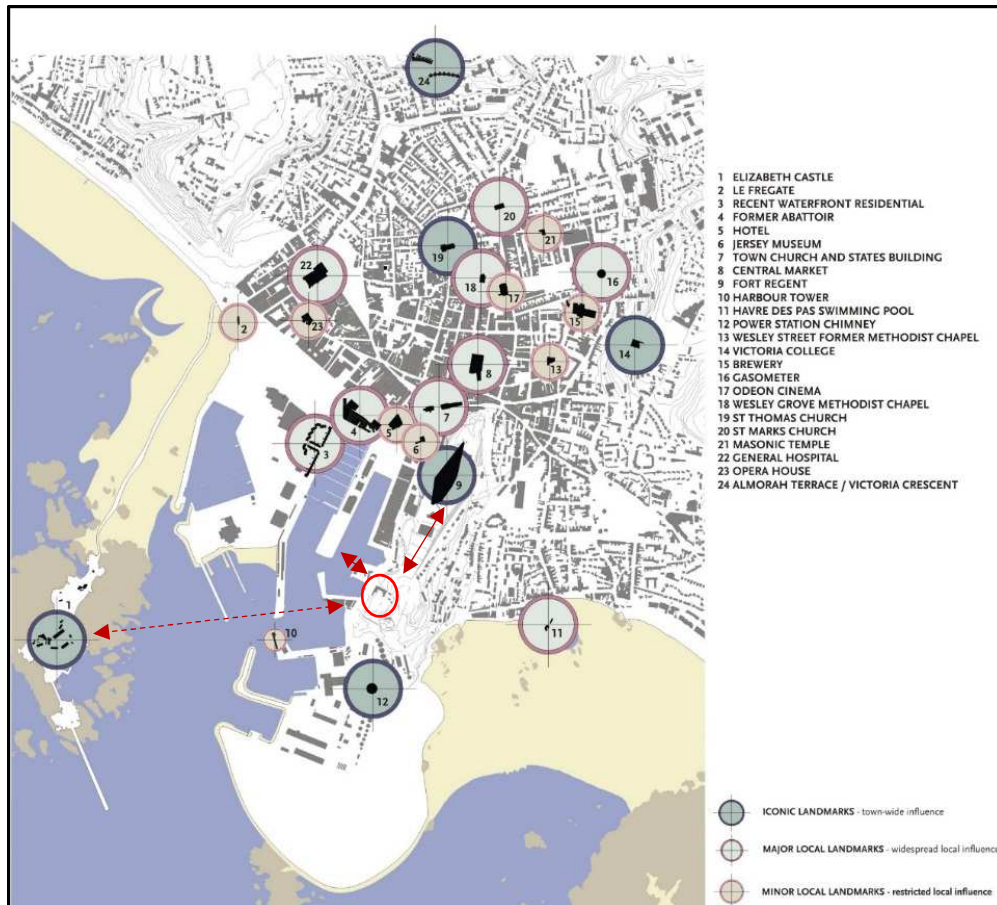 24
20
21
19
22
18
17
16
15
2
23
14
13
8
7
4
5
6
3
9
1
10
11
12
1 ELIZABETH CASTLE
2 LE FREGATE
3 RECENT WATERFRONT RESIDENTIAL
4 FORMER ABATTOIR
5 HOTEL
6 JERSEY MUSEUM
7 TOWN CHURCH AND STATES BUILDING
8 CENTRAL MARKET
9 FORT REGENT
10 HARBOUR TOWER
11 HAVRE DES PAS SWIMMING POOL
12 POWER STATION CHIMNEY
13 WESLEY STREET FORMER METHODIST CHAPEL
14 VICTORIA COLLEGE
15 BREWERY
16 GASOMETER
17 ODEON CINEMA
18 WESLEY GROVE METHODIST CHAPEL
19 ST THOMAS CHURCH
20 ST MARKS CHURCH
21 MASONIC TEMPLE
22 GENERAL HOSPITAL
23 OPERA HOUSE
24 ALMORAH TERRACE / VICTORIA CRESCENT
ICONIC LANDMARKS - town-wide influence
MAJOR LOCAL LANDMARKS - widespread local influence
MINOR LOCAL LANDMARKS - restricted local influence